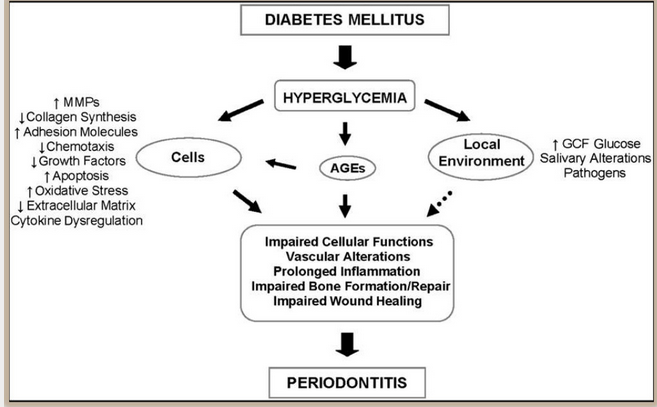 DIABETES MELLITUS
HYPERGLYCEMIA
↑ MMPs
↓Collagen Synthesis
↑ Adhesion Molecules
↓Chemotaxis
↓Growth Factors
↑ Apoptosis
↑Oxidative Stress
↓ Extracellular Matrix
Cytokine Dysregulation
Cells
AGEs
Local
Environment
↑ GCF Glucose
Salivary Alterations
Pathogens
Impaired Cellular Functions
Vascular Alterations
Prolonged Inflammation
Impaired Bone Formation/Repair
Impaired Wound Healing
PERIODONTITIS